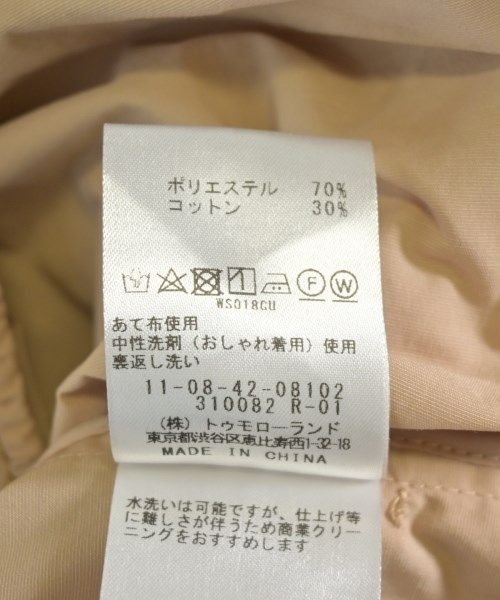 ポリエステル 70%
コットン 30%
F W
WS018GU
あて布使用
中性洗剤(おしゃれ着用)使用
裏返し洗い
11-08-42-08102
310082 R-01
(株)トゥモローランド
東京都渋谷区恵比寿西1-32-18
MADE IN CHINA
水洗いは可能ですが、仕上げ等
に難しさが伴うため商業クリー
ニングをおすすめします